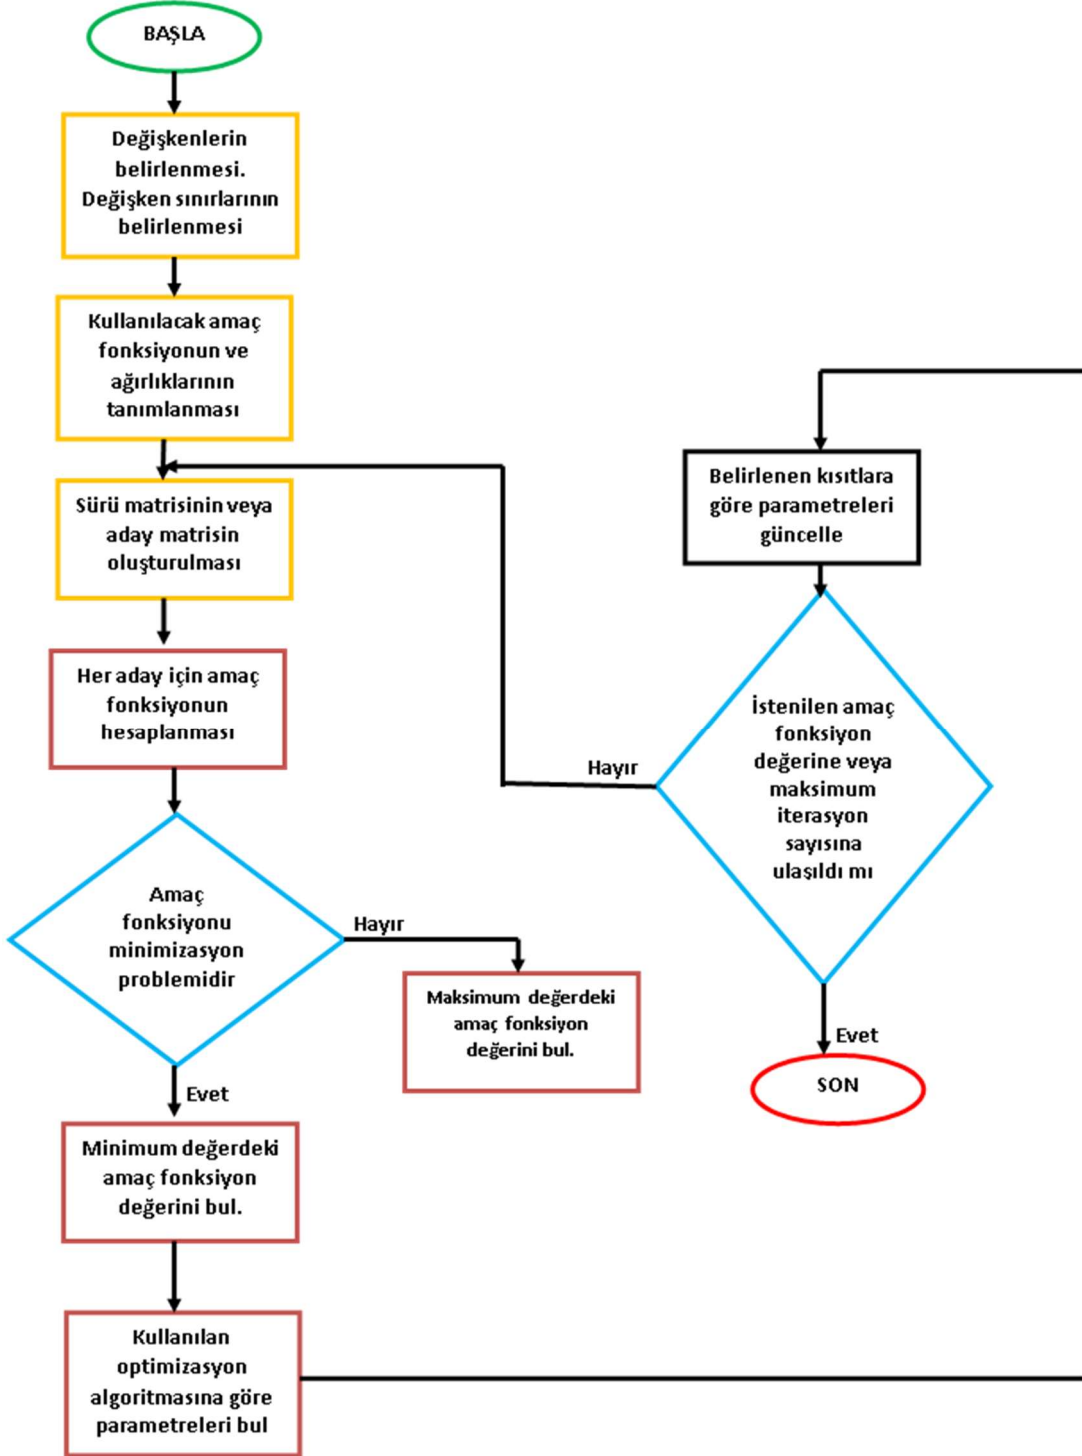 BAŞLA
Değişkenlerin
belirlenmesi.
Değişken sınırlarının
belirlenmesi
Kullanılacak amaç
fonksiyonun ve
ağırlıklarının
tanımlanması
Sürü matrisinin veya
aday matrisin
oluşturulması
Her aday için amaç
fonksiyonun
hesaplanması
Amaç
fonksiyonu
minimizasyon
problemidir
Hayır
Maksimum değerdeki
amaç fonksiyon
değerini bul.
Evet
Minimum değerdeki
amaç fonksiyon
değerini bul.
Kullanılan
optimizasyon
algoritmasına göre
parametreleri bul
Belirlenen kısıtlara
göre parametreleri
güncelle
İstenilen amaç
fonksiyon
değerine veya
maksimum
iterasyon
sayısına
ulaşıldı mı
Hayır
Evet
SON